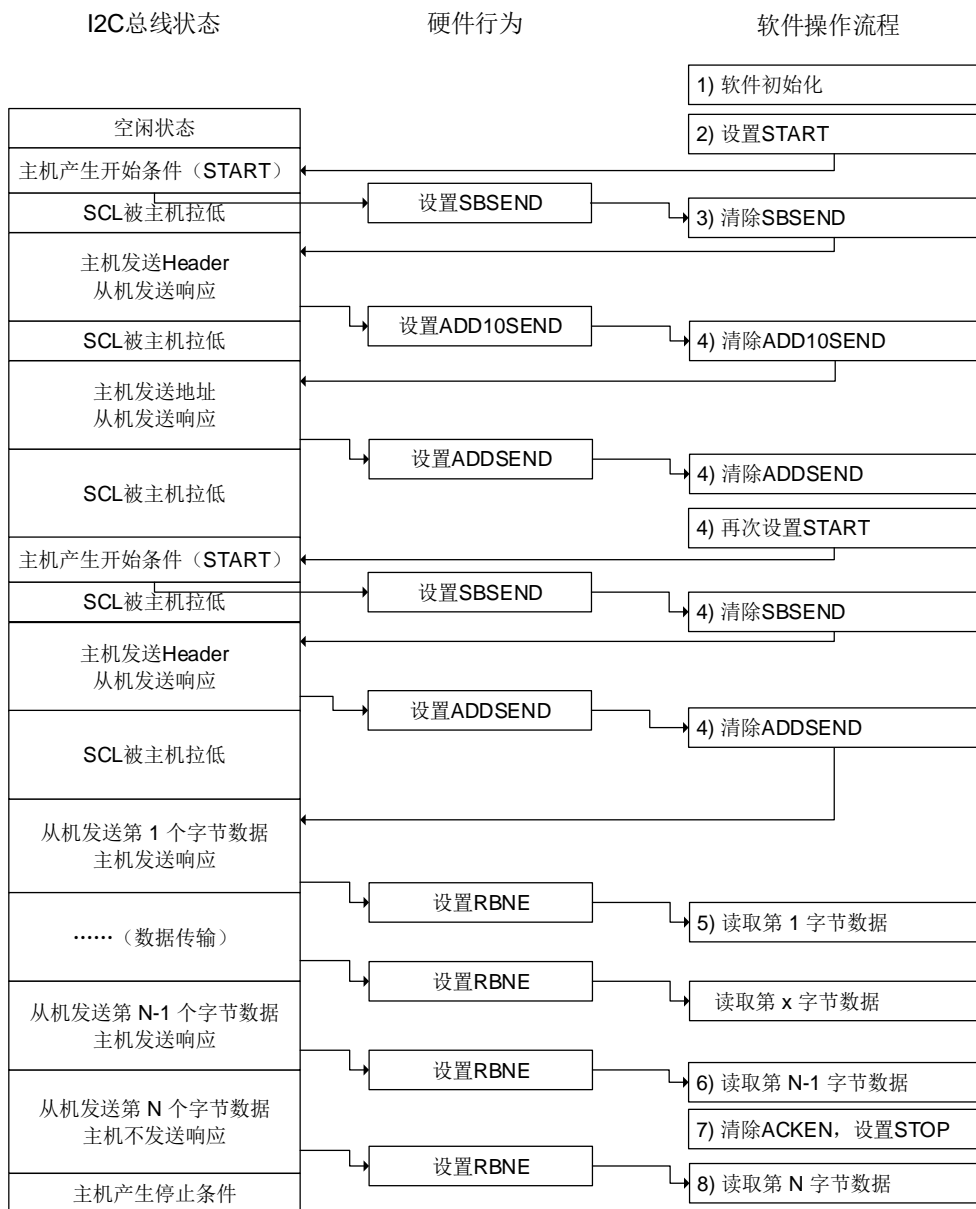 I2C总线状态
硬件行为
软件操作流程
1) 软件初始化
空闲状态
2) 设置START
主机产生开始条件（START）
设置SBSEND
SCL被主机拉低
3) 清除SBSEND
主机发送Header
从机发送响应
设置ADD10SEND
SCL被主机拉低
4) 清除ADD10SEND
主机发送地址
从机发送响应
设置ADDSEND
4) 清除ADDSEND
SCL被主机拉低
4) 再次设置START
主机产生开始条件（START）
设置SBSEND
SCL被主机拉低
4) 清除SBSEND
主机发送Header
从机发送响应
设置ADDSEND
4) 清除ADDSEND
SCL被主机拉低
从机发送第 1 个字节数据
主机发送响应
设置RBNE
5) 读取第 1 字节数据
……（数据传输）
设置RBNE
读取第 x 字节数据
从机发送第 N-1 个字节数据
主机发送响应
设置RBNE
6) 读取第 N-1 字节数据
从机发送第 N 个字节数据
主机不发送响应
7) 清除ACKEN，设置STOP
设置RBNE
8) 读取第 N 字节数据
主机产生停止条件